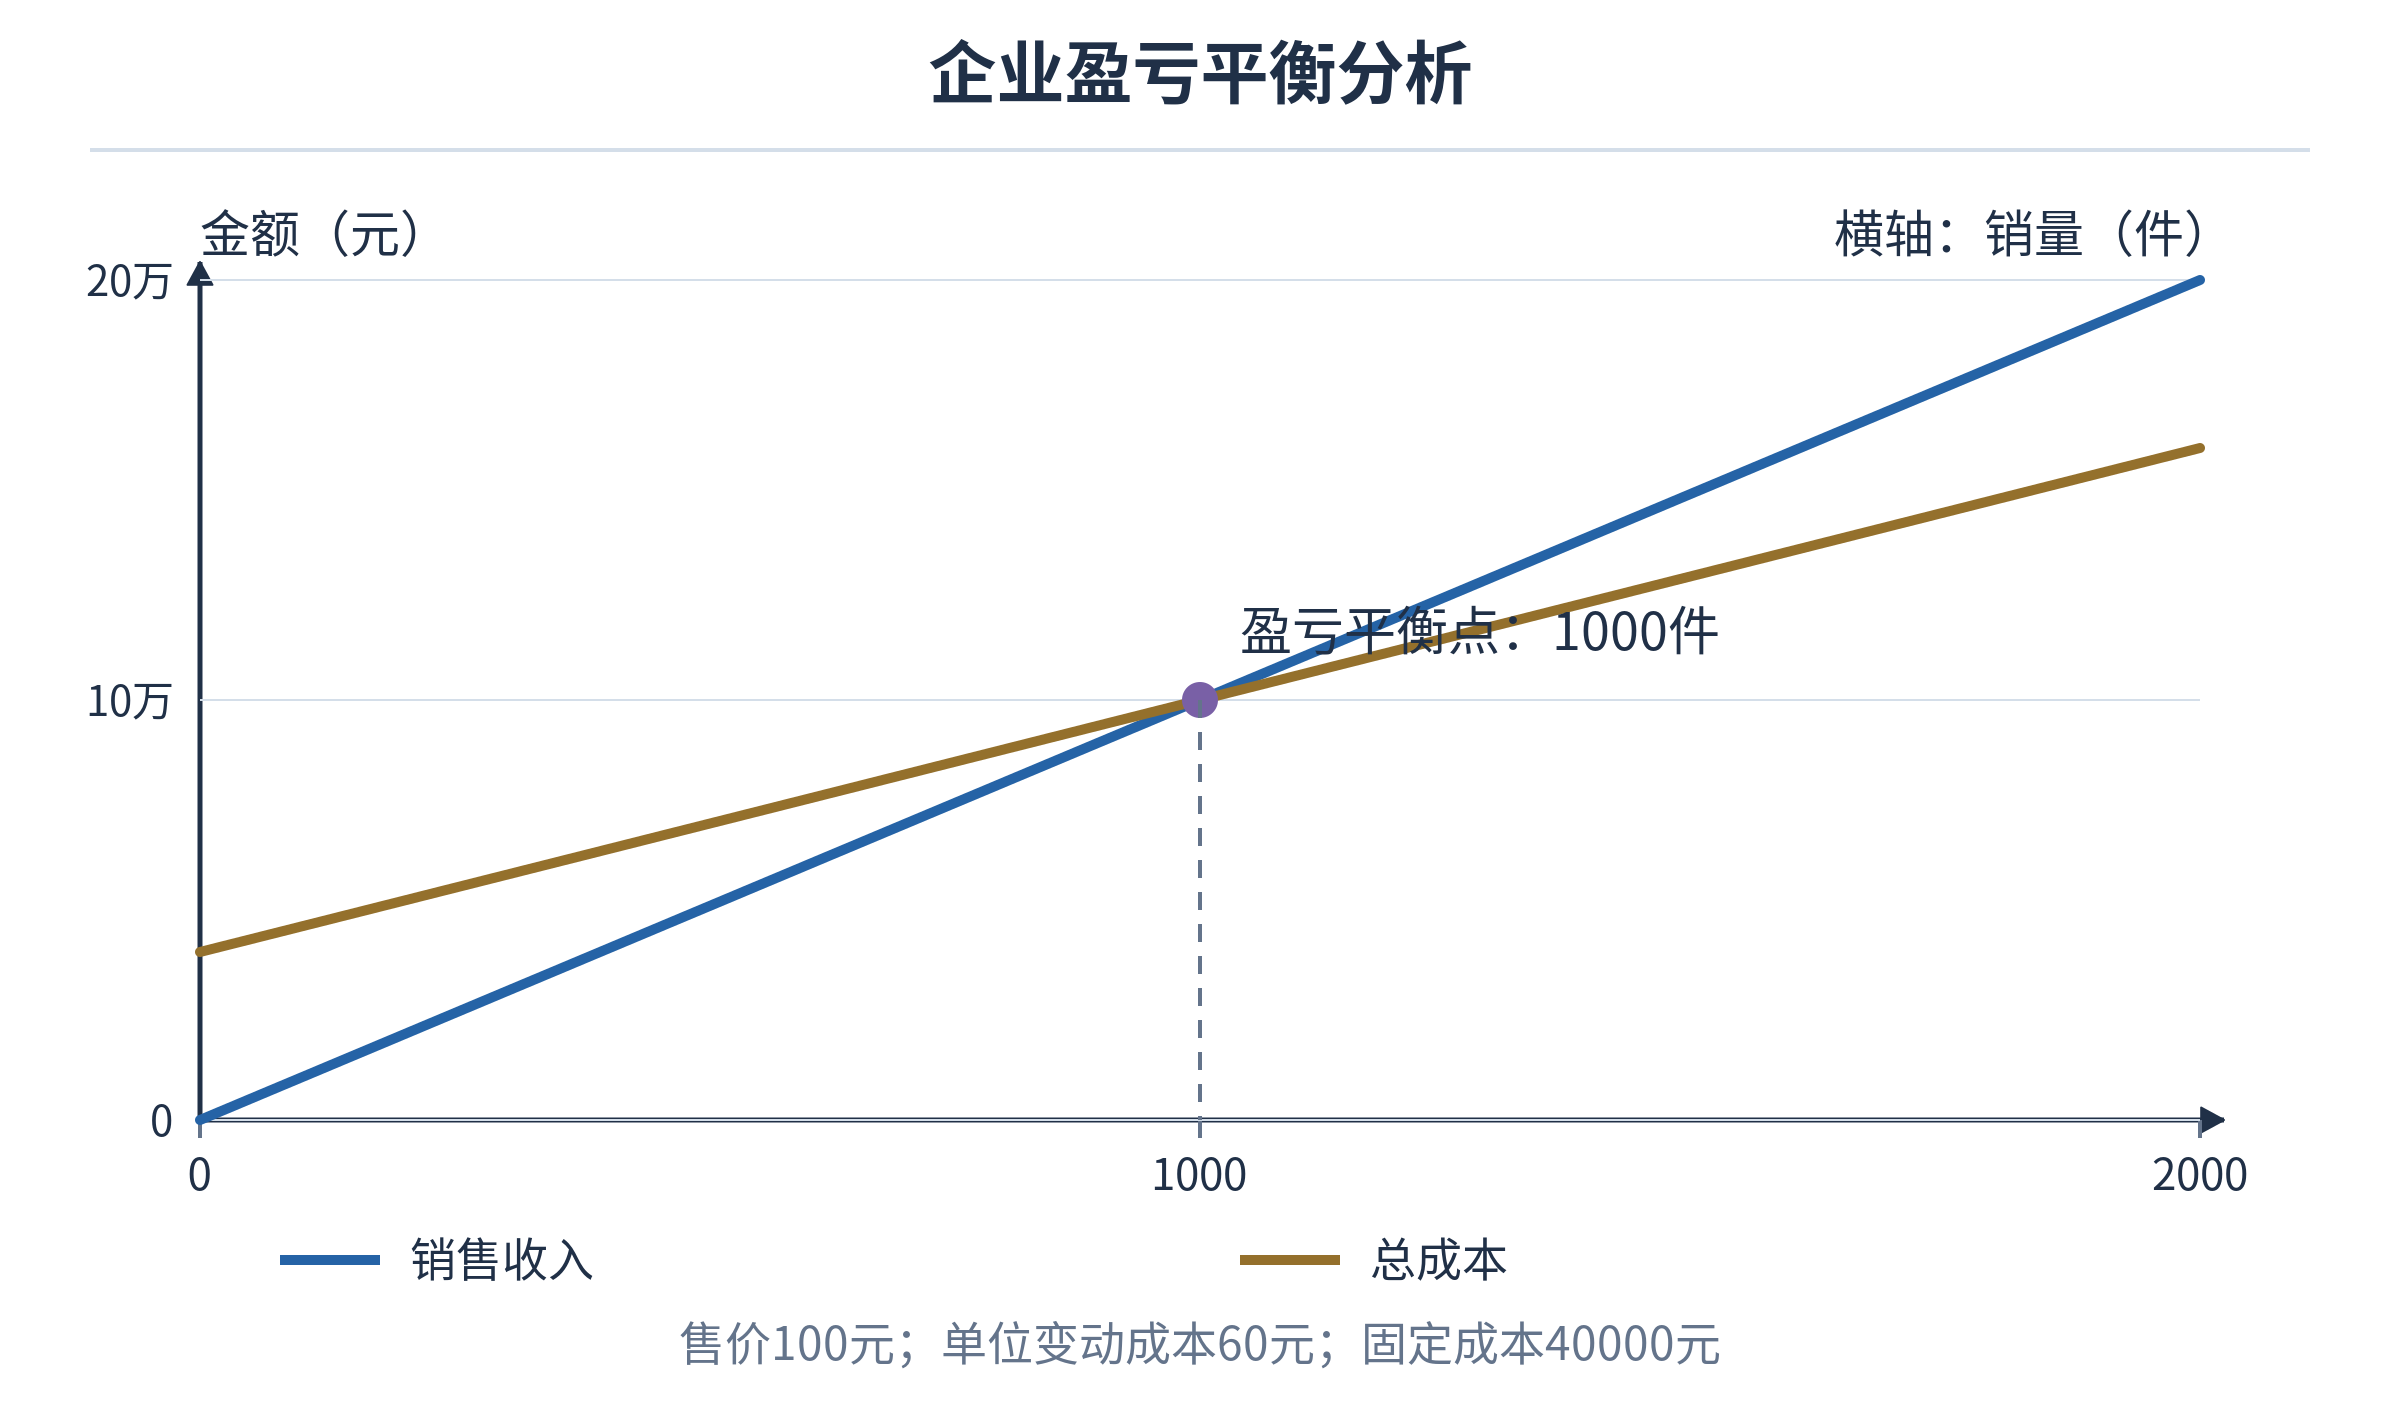 企业盈亏平衡分析
金额（元）
横轴：销量（件）
20万
盈亏平衡点：1000件
10万
0
0
1000
2000
销售收入
总成本
售价100元；单位变动成本60元；固定成本40000元